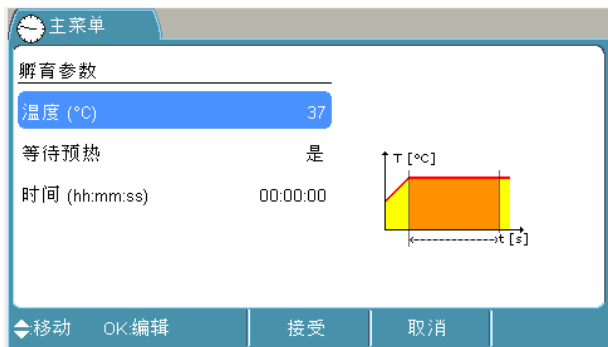 主菜单
孵育参数
温度 (°C) 37
等待预热 是
时间 (hh:mm:ss) 00:00:00
T [°C]
t [s]
移动 OK:编辑 接受 取消